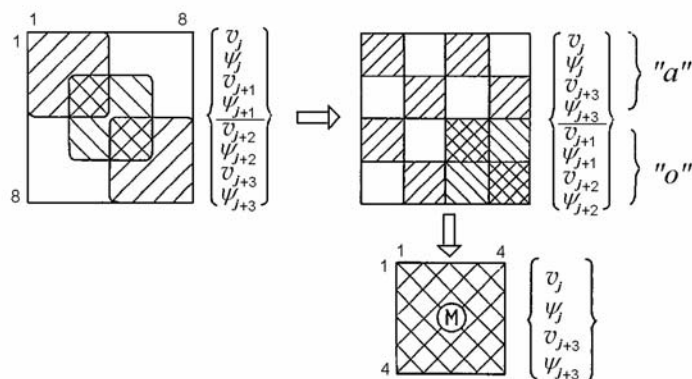 1 8
1
8
v_j
ψ_j
v_{j+1}
ψ_{j+1}
v_{j+2}
ψ_{j+2}
v_{j+3}
ψ_{j+3}
v_j
ψ_j
v_{j+3}
ψ_{j+3}
v_{j+1}
ψ_{j+1}
v_{j+2}
ψ_{j+2}
"a"
"o"
1 4
1
4
M
v_j
ψ_j
v_{j+3}
ψ_{j+3}